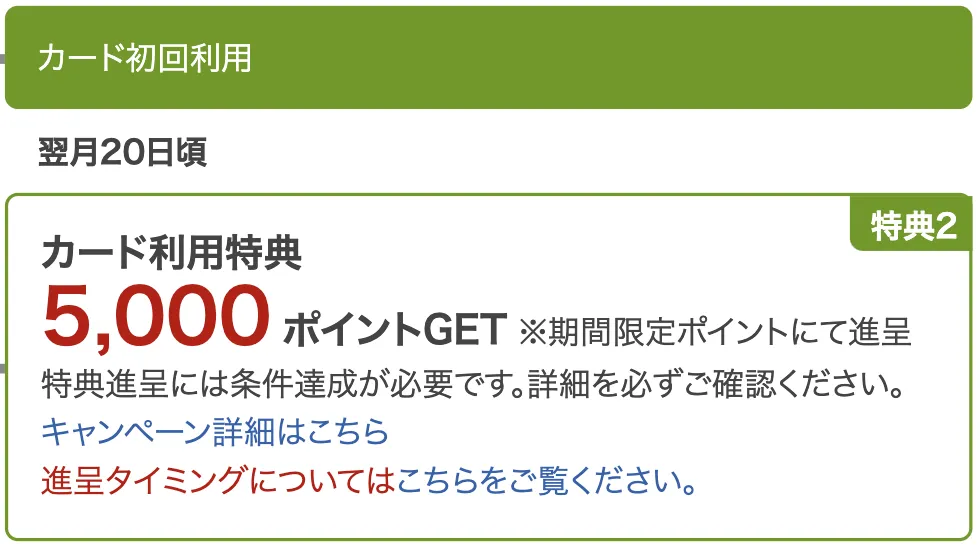 カード初回利用
翌月20日頃
特典2
カード利用特典
5,000 ポイントGET ※期間限定ポイントにて進呈
特典進呈には条件達成が必要です。詳細を必ずご確認ください。
キャンペーン詳細はこちら
進呈タイミングについてはこちらをご覧ください。